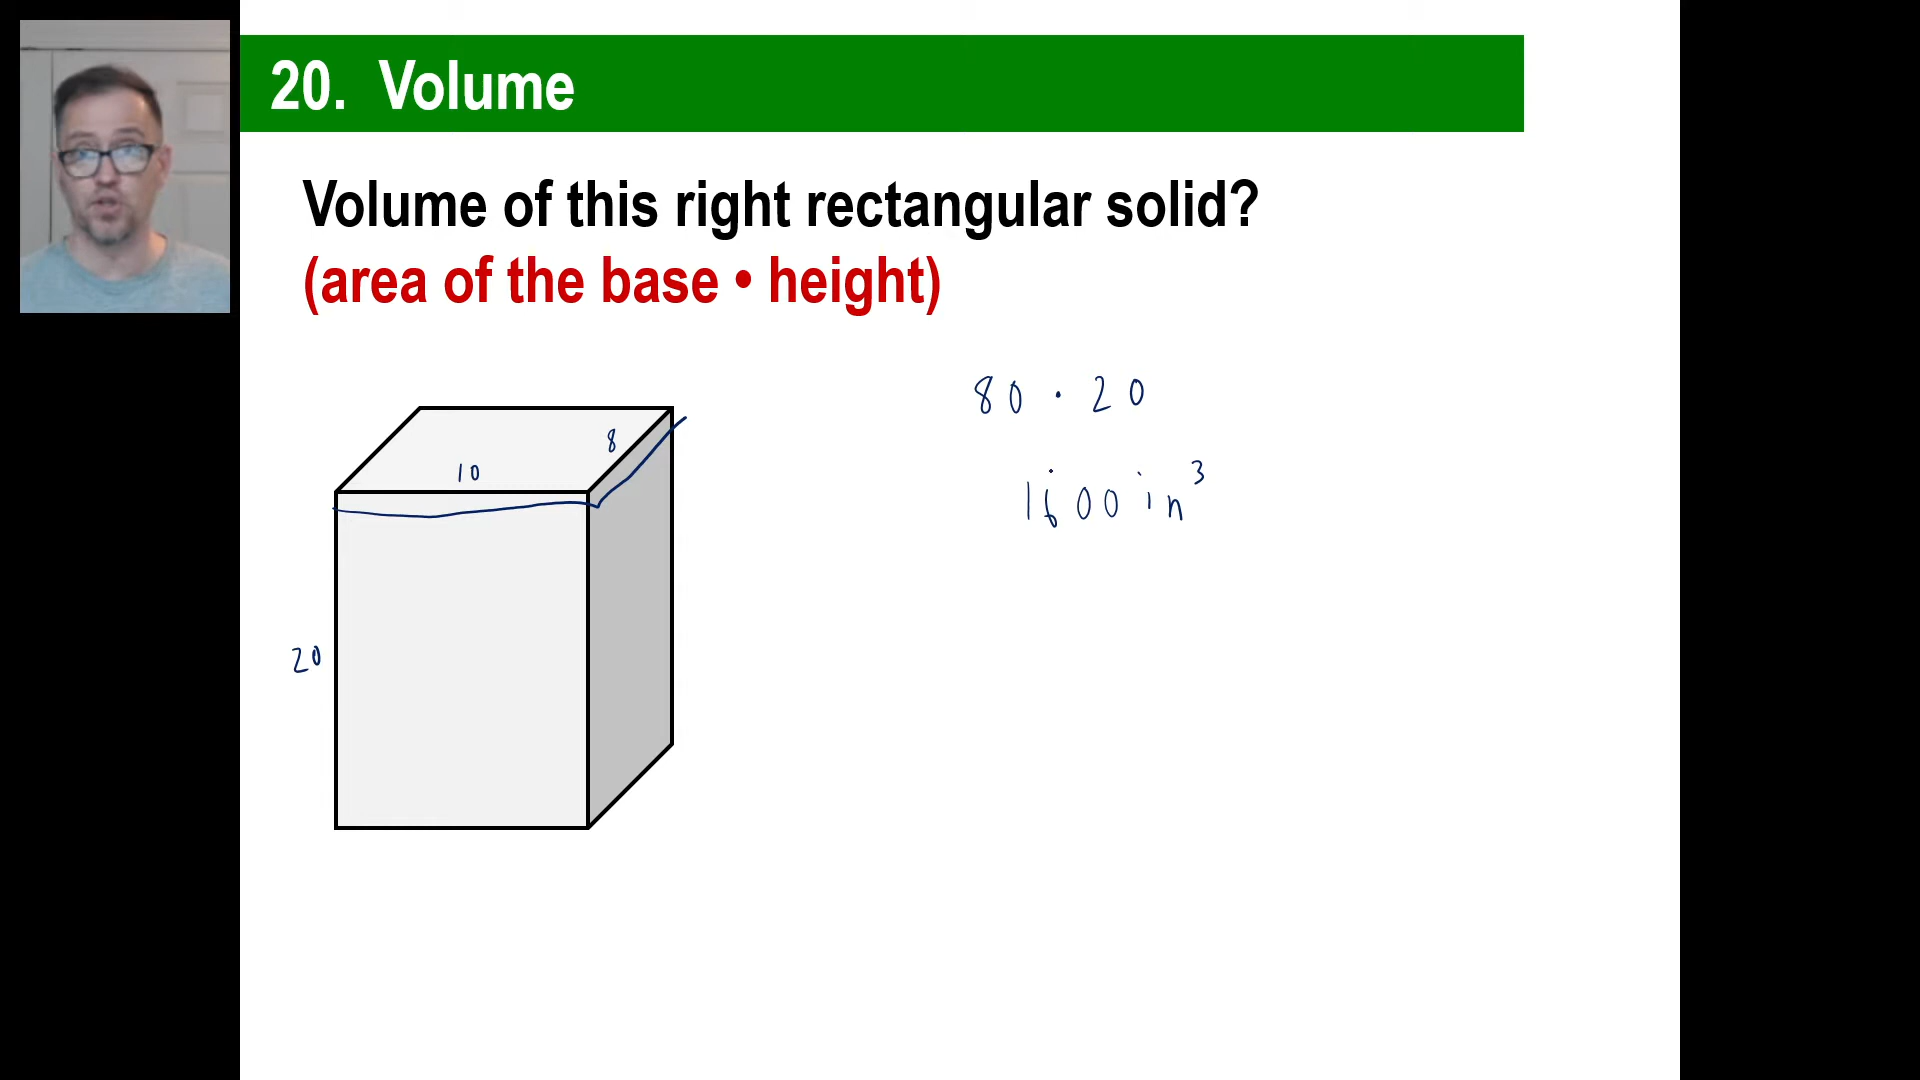 20. Volume
Volume of this right rectangular solid?
(area of the base • height)
80 · 20
1600 in³
8
10
20